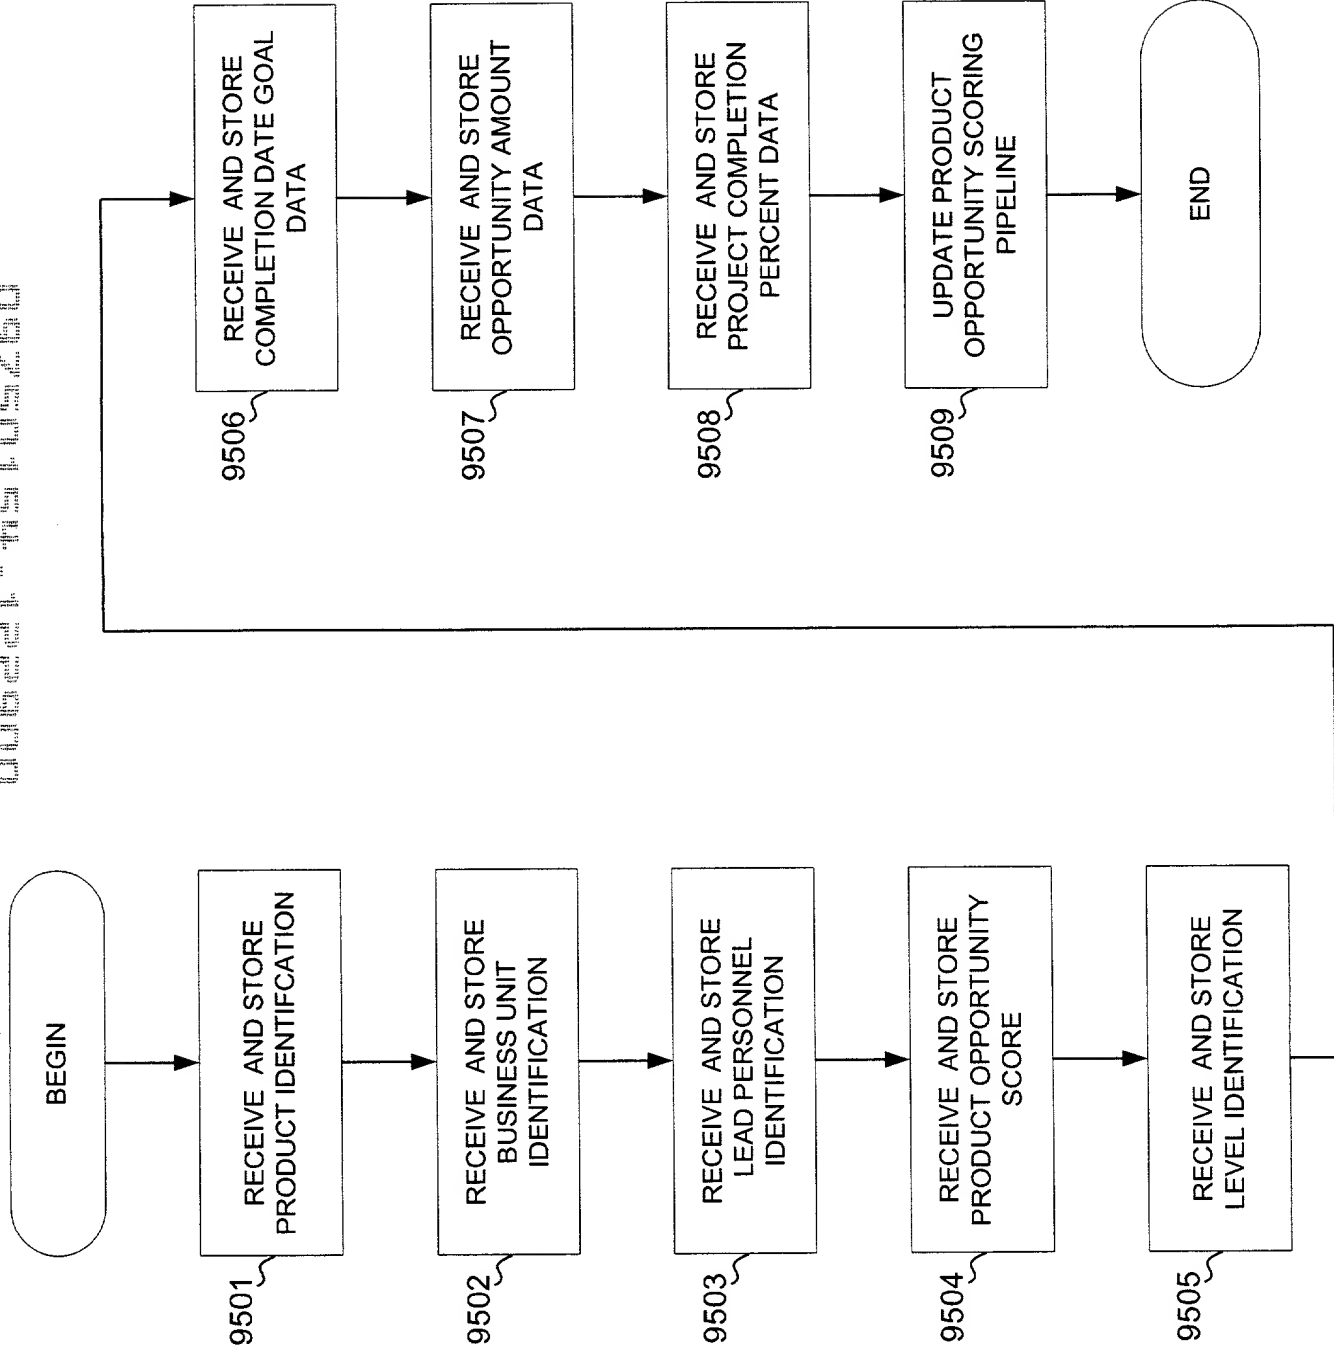 BEGIN
9501
RECEIVE AND STORE
PRODUCT IDENTIFCATION
9502
RECEIVE AND STORE
BUSINESS UNIT
IDENTIFICATION
9503
RECEIVE AND STORE
LEAD PERSONNEL
IDENTIFICATION
9504
RECEIVE AND STORE
PRODUCT OPPORTUNITY
SCORE
9505
RECEIVE AND STORE
LEVEL IDENTIFICATION
9506
RECEIVE AND STORE
COMPLETION DATE GOAL
DATA
9507
RECEIVE AND STORE
OPPORTUNITY AMOUNT
DATA
9508
RECEIVE AND STORE
PROJECT COMPLETION
PERCENT DATA
9509
UPDATE PRODUCT
OPPORTUNITY SCORING
PIPELINE
END